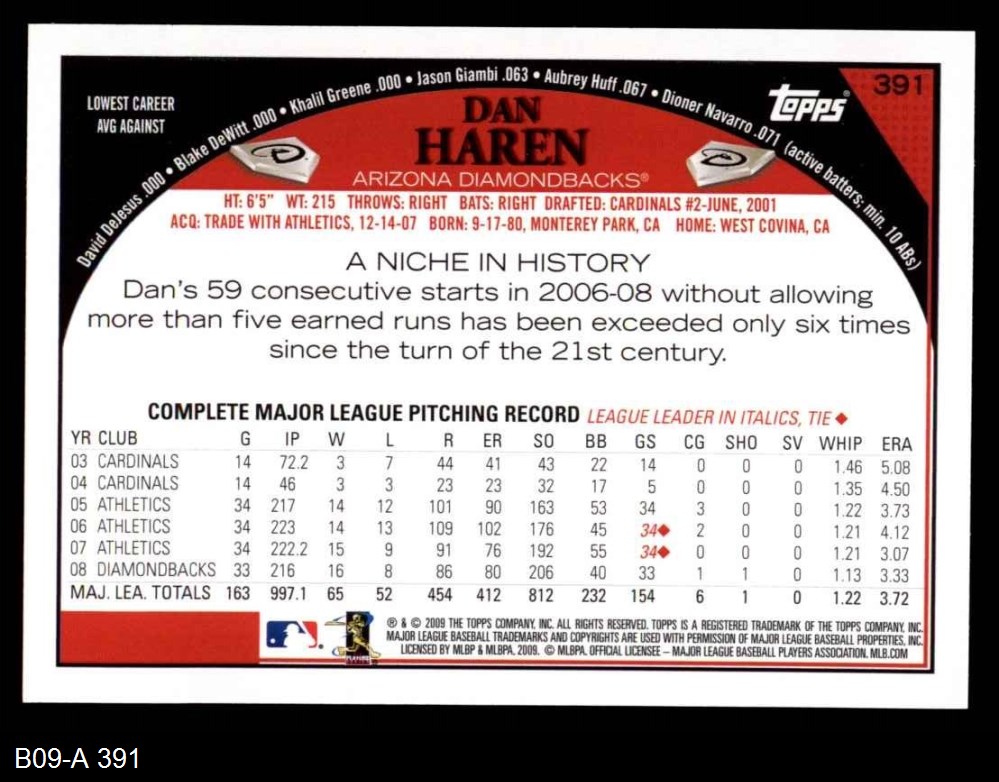 391
topps®
LOWEST CAREER
AVG AGAINST
David DeJesus .000 • Blake DeWitt .000 • Khalil Greene .000 • Jason Giambi .063 • Aubrey Huff .067 • Dioner Navarro .071 (active batters; min. 10 ABs)
DAN
HAREN
ARIZONA DIAMONDBACKS®
HT: 6'5" WT: 215 THROWS: RIGHT BATS: RIGHT DRAFTED: CARDINALS #2-JUNE, 2001
ACQ: TRADE WITH ATHLETICS, 12-14-07 BORN: 9-17-80, MONTEREY PARK, CA HOME: WEST COVINA, CA
A NICHE IN HISTORY
Dan's 59 consecutive starts in 2006-08 without allowing
more than five earned runs has been exceeded only six times
since the turn of the 21st century.
COMPLETE MAJOR LEAGUE PITCHING RECORD LEAGUE LEADER IN ITALICS, TIE ◆
YR CLUB G IP W L R ER SO BB GS CG SHO SV WHIP ERA
03 CARDINALS 14 72.2 3 7 44 41 43 22 14 0 0 0 1.46 5.08
04 CARDINALS 14 46 3 3 23 23 32 17 5 0 0 0 1.35 4.50
05 ATHLETICS 34 217 14 12 101 90 163 53 34 3 0 0 1.22 3.73
06 ATHLETICS 34 223 14 13 109 102 176 45 34◆ 2 0 0 1.21 4.12
07 ATHLETICS 34 222.2 15 9 91 76 192 55 34◆ 0 0 0 1.21 3.07
08 DIAMONDBACKS 33 216 16 8 86 80 206 40 33 1 1 0 1.13 3.33
MAJ. LEA. TOTALS 163 997.1 65 52 454 412 812 232 154 6 1 0 1.22 3.72
® & © 2009 THE TOPPS COMPANY, INC. ALL RIGHTS RESERVED. TOPPS IS A REGISTERED TRADEMARK OF THE TOPPS COMPANY, INC.
MAJOR LEAGUE BASEBALL TRADEMARKS AND COPYRIGHTS ARE USED WITH PERMISSION OF MAJOR LEAGUE BASEBALL PROPERTIES, INC.
LICENSED BY MLBP & MLBPA, 2009. © MLBPA. OFFICIAL LICENSEE – MAJOR LEAGUE BASEBALL PLAYERS ASSOCIATION. MLB.COM
B09-A 391